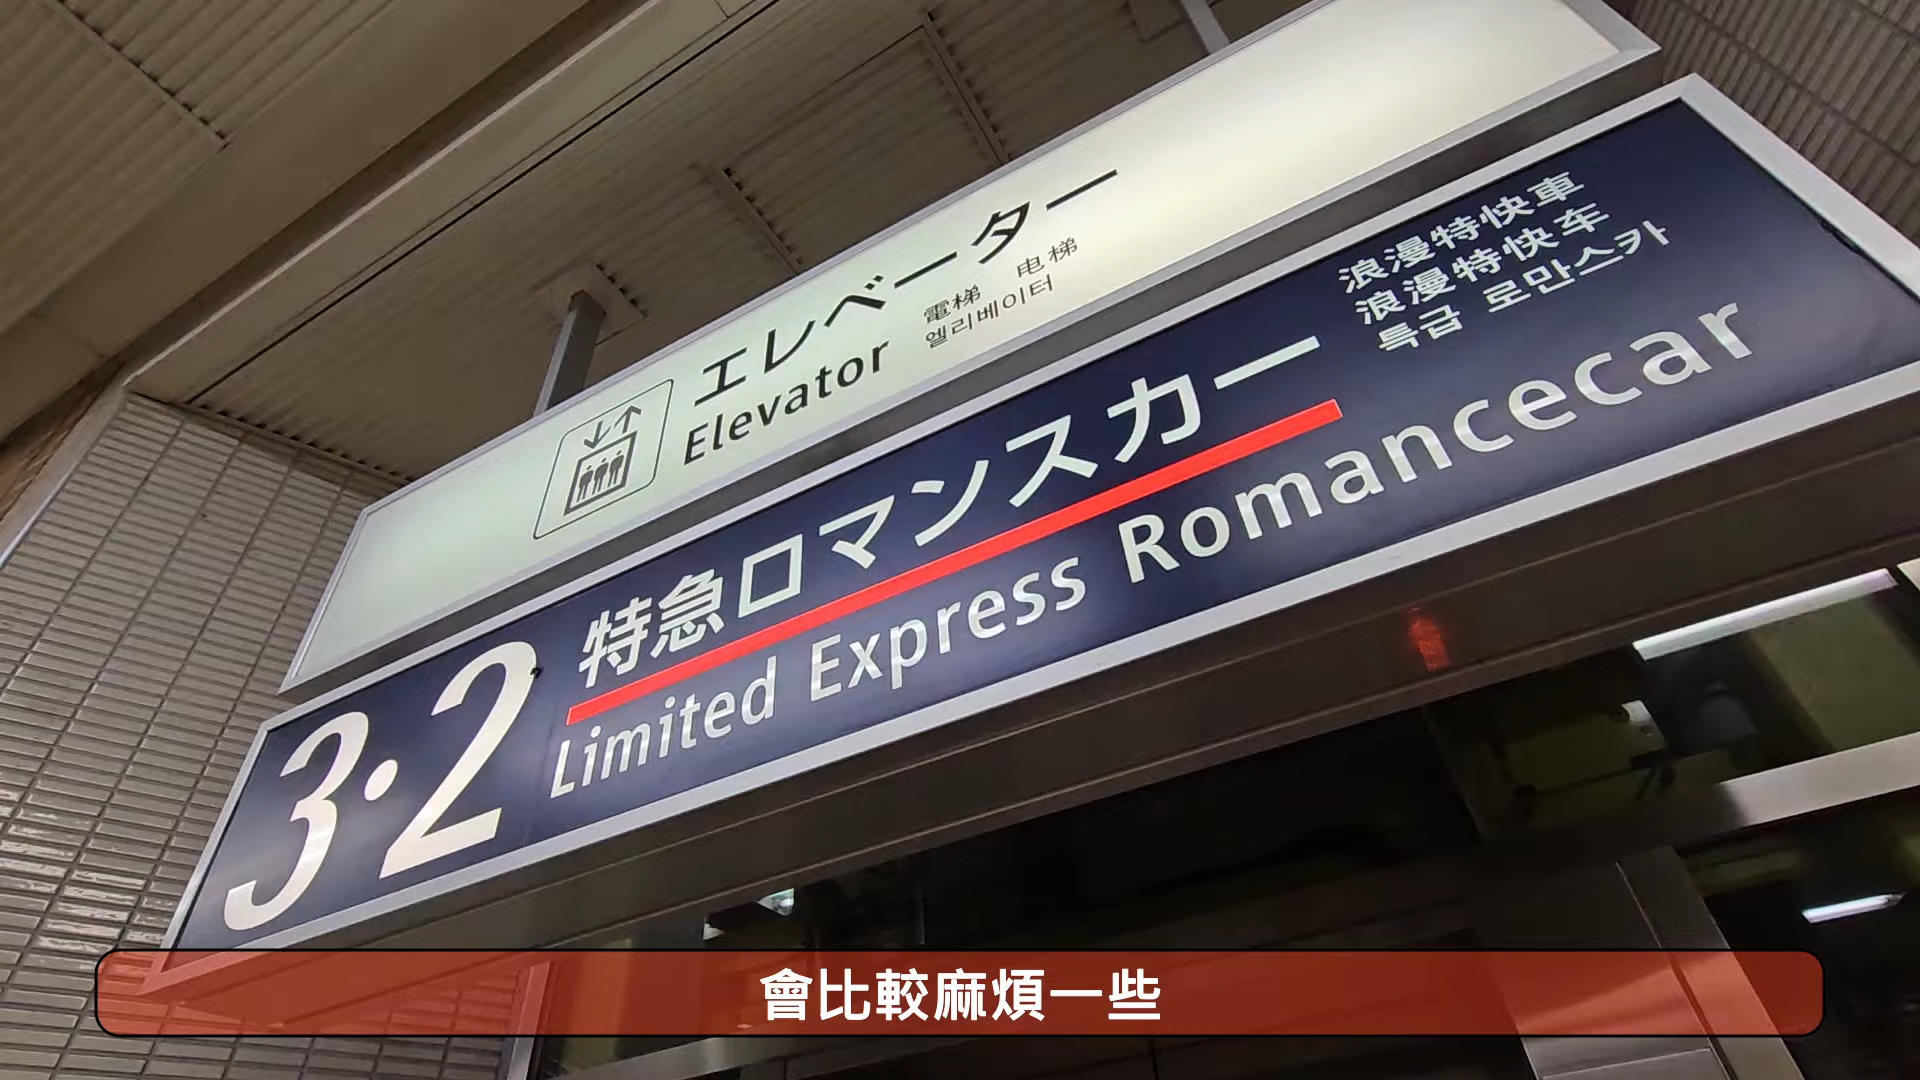 エレベーター
Elevator
電梯 电梯
엘리베이터
3・2
特急ロマンスカー
Limited Express Romancecar
浪漫特快車
浪漫特快车
특급 로만스카
會比較麻煩一些